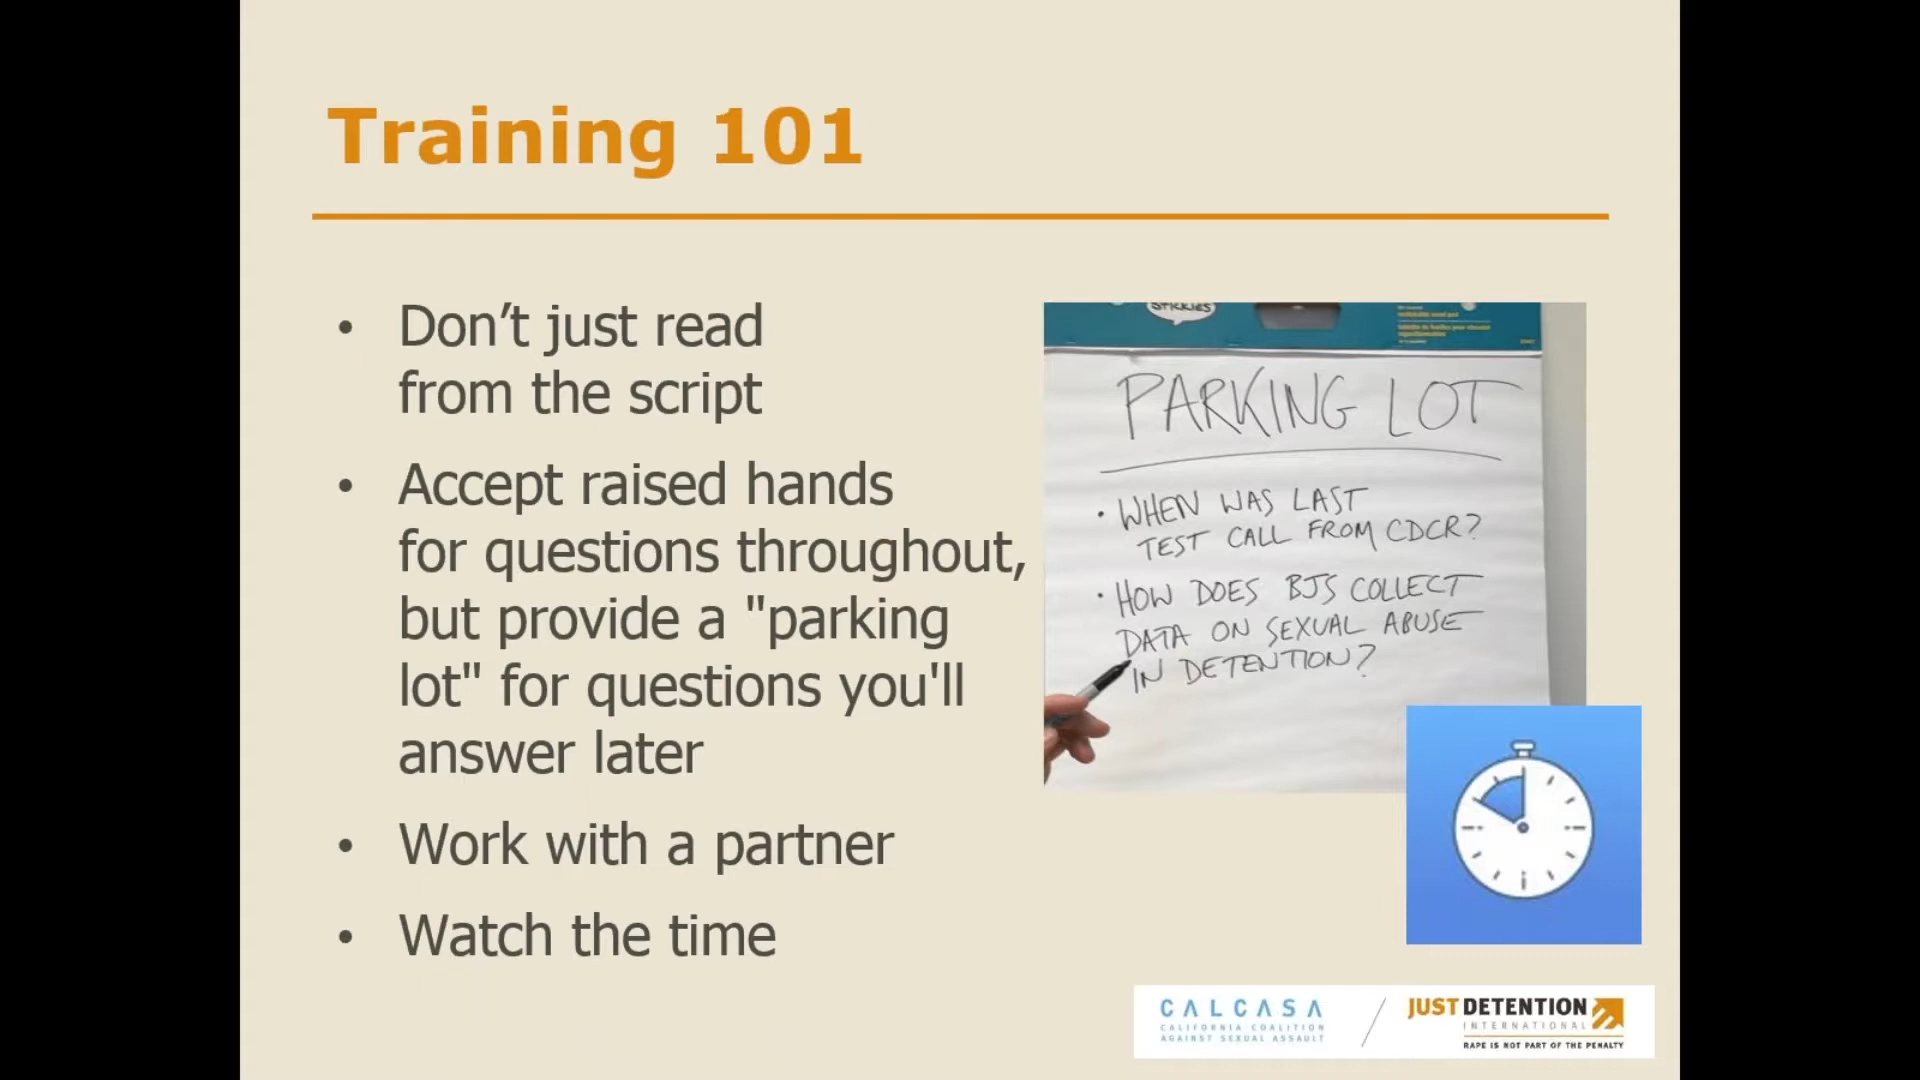 Training 101
• Don’t just read
from the script
• Accept raised hands
for questions throughout,
but provide a "parking
lot" for questions you'll
answer later
• Work with a partner
• Watch the time
STICKIES
PARKING LOT
• WHEN WAS LAST
TEST CALL FROM CDCR?
• HOW DOES BJS COLLECT
DATA ON SEXUAL ABUSE
IN DETENTION?
CALCASA
CALIFORNIA COALITION
AGAINST SEXUAL ASSAULT
JUST DETENTION
INTERNATIONAL
RAPE IS NOT PART OF THE PENALTY